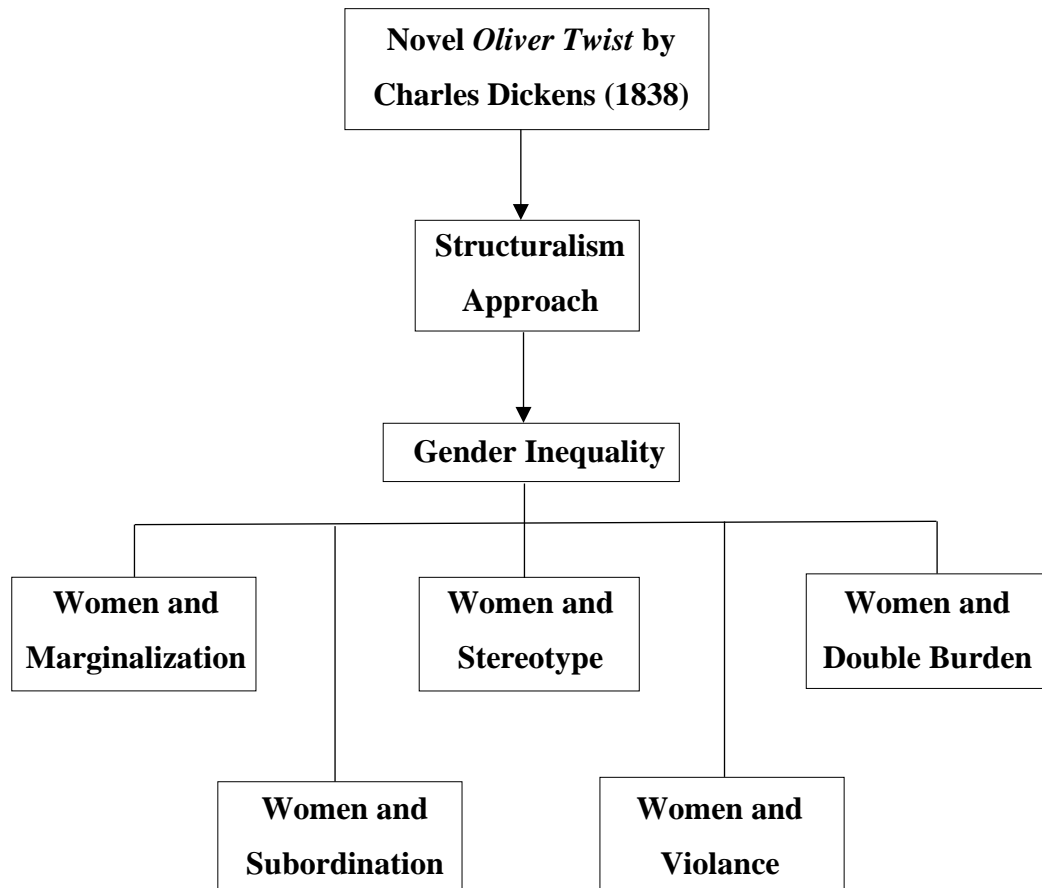 Novel Oliver Twist by
Charles Dickens (1838)
Structuralism
Approach
Gender Inequality
Women and
Marginalization
Women and
Stereotype
Women and
Double Burden
Women and
Subordination
Women and
Violance